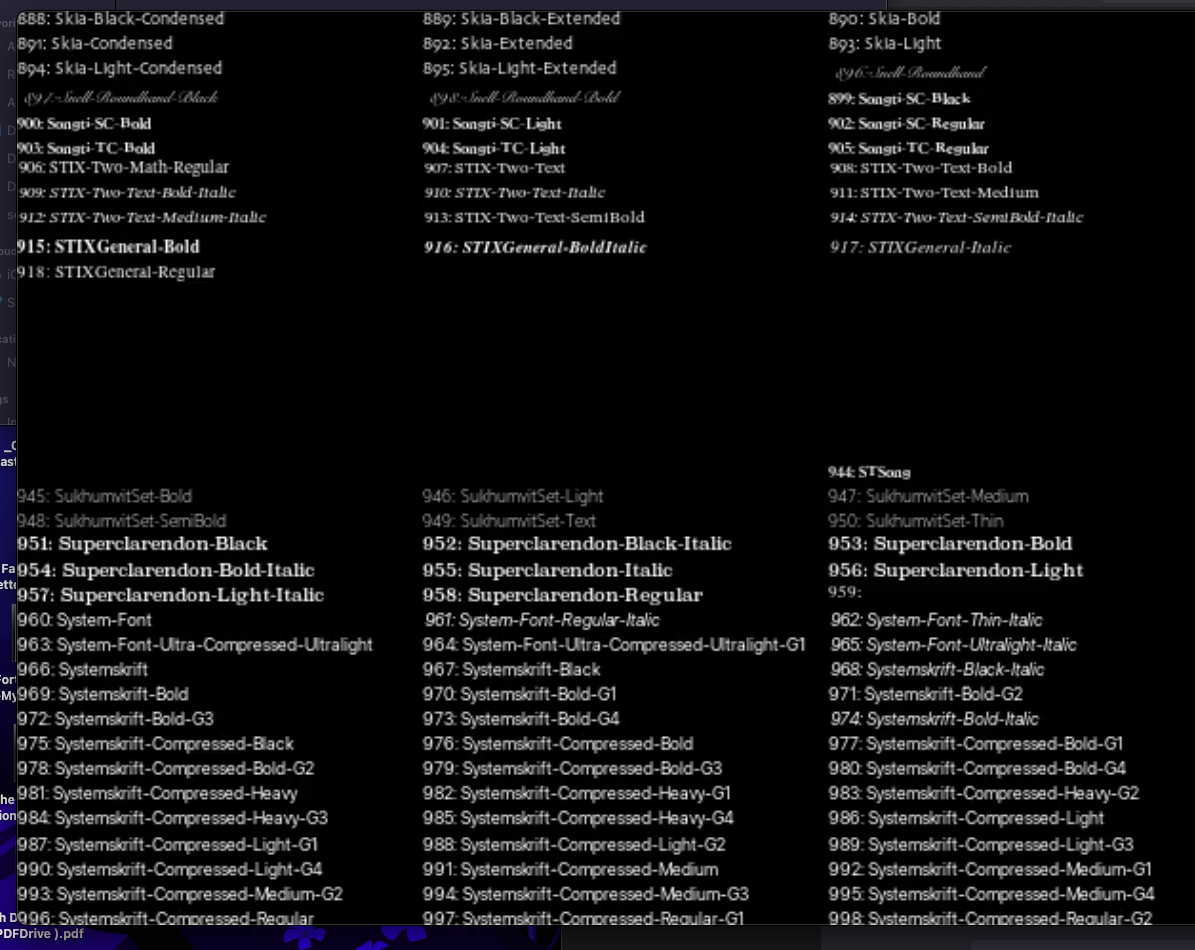 888: Skia-Black-Condensed 889: Skia-Black-Extended 890: Skia-Bold
891: Skia-Condensed 892: Skia-Extended 893: Skia-Light
894: Skia-Light-Condensed 895: Skia-Light-Extended 896: Snell-Roundhand
897: Snell-Roundhand-Black 898: Snell-Roundhand-Bold 899: Songti-SC-Black
900: Songti-SC-Bold 901: Songti-SC-Light 902: Songti-SC-Regular
903: Songti-TC-Bold 904: Songti-TC-Light 905: Songti-TC-Regular
906: STIX-Two-Math-Regular 907: STIX-Two-Text 908: STIX-Two-Text-Bold
909: STIX-Two-Text-Bold-Italic 910: STIX-Two-Text-Italic 911: STIX-Two-Text-Medium
912: STIX-Two-Text-Medium-Italic 913: STIX-Two-Text-SemiBold 914: STIX-Two-Text-SemiBold-Italic
915: STIXGeneral-Bold 916: STIXGeneral-BoldItalic 917: STIXGeneral-Italic
918: STIXGeneral-Regular
944: STSong
945: SukhumvitSet-Bold 946: SukhumvitSet-Light 947: SukhumvitSet-Medium
948: SukhumvitSet-SemiBold 949: SukhumvitSet-Text 950: SukhumvitSet-Thin
951: Superclarendon-Black 952: Superclarendon-Black-Italic 953: Superclarendon-Bold
954: Superclarendon-Bold-Italic 955: Superclarendon-Italic 956: Superclarendon-Light
957: Superclarendon-Light-Italic 958: Superclarendon-Regular 959:
960: System-Font 961: System-Font-Regular-Italic 962: System-Font-Thin-Italic
963: System-Font-Ultra-Compressed-Ultralight 964: System-Font-Ultra-Compressed-Ultralight-G1 965: System-Font-Ultralight-Italic
966: Systemskrift 967: Systemskrift-Black 968: Systemskrift-Black-Italic
969: Systemskrift-Bold 970: Systemskrift-Bold-G1 971: Systemskrift-Bold-G2
972: Systemskrift-Bold-G3 973: Systemskrift-Bold-G4 974: Systemskrift-Bold-Italic
975: Systemskrift-Compressed-Black 976: Systemskrift-Compressed-Bold 977: Systemskrift-Compressed-Bold-G1
978: Systemskrift-Compressed-Bold-G2 979: Systemskrift-Compressed-Bold-G3 980: Systemskrift-Compressed-Bold-G4
981: Systemskrift-Compressed-Heavy 982: Systemskrift-Compressed-Heavy-G1 983: Systemskrift-Compressed-Heavy-G2
984: Systemskrift-Compressed-Heavy-G3 985: Systemskrift-Compressed-Heavy-G4 986: Systemskrift-Compressed-Light
987: Systemskrift-Compressed-Light-G1 988: Systemskrift-Compressed-Light-G2 989: Systemskrift-Compressed-Light-G3
990: Systemskrift-Compressed-Light-G4 991: Systemskrift-Compressed-Medium 992: Systemskrift-Compressed-Medium-G1
993: Systemskrift-Compressed-Medium-G2 994: Systemskrift-Compressed-Medium-G3 995: Systemskrift-Compressed-Medium-G4
996: Systemskrift-Compressed-Regular 997: Systemskrift-Compressed-Regular-G1 998: Systemskrift-Compressed-Regular-G2
PDFDrive ).pdf